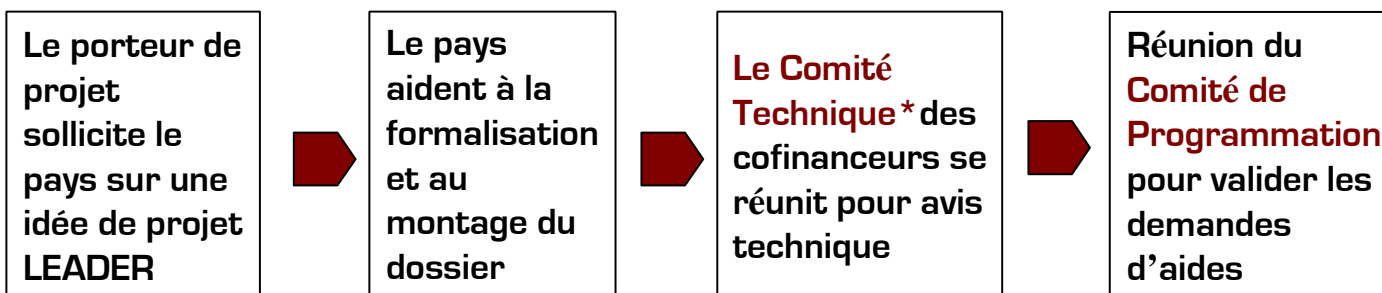 Le porteur de
projet
sollicite le
pays sur une
idée de projet
LEADER
Le pays
aident à la
formalisation
et au
montage du
dossier
Le Comité
Technique* des
cofinanceurs se
réunit pour avis
technique
Réunion du
Comité de
Programmation
pour valider les
demandes
d’aides